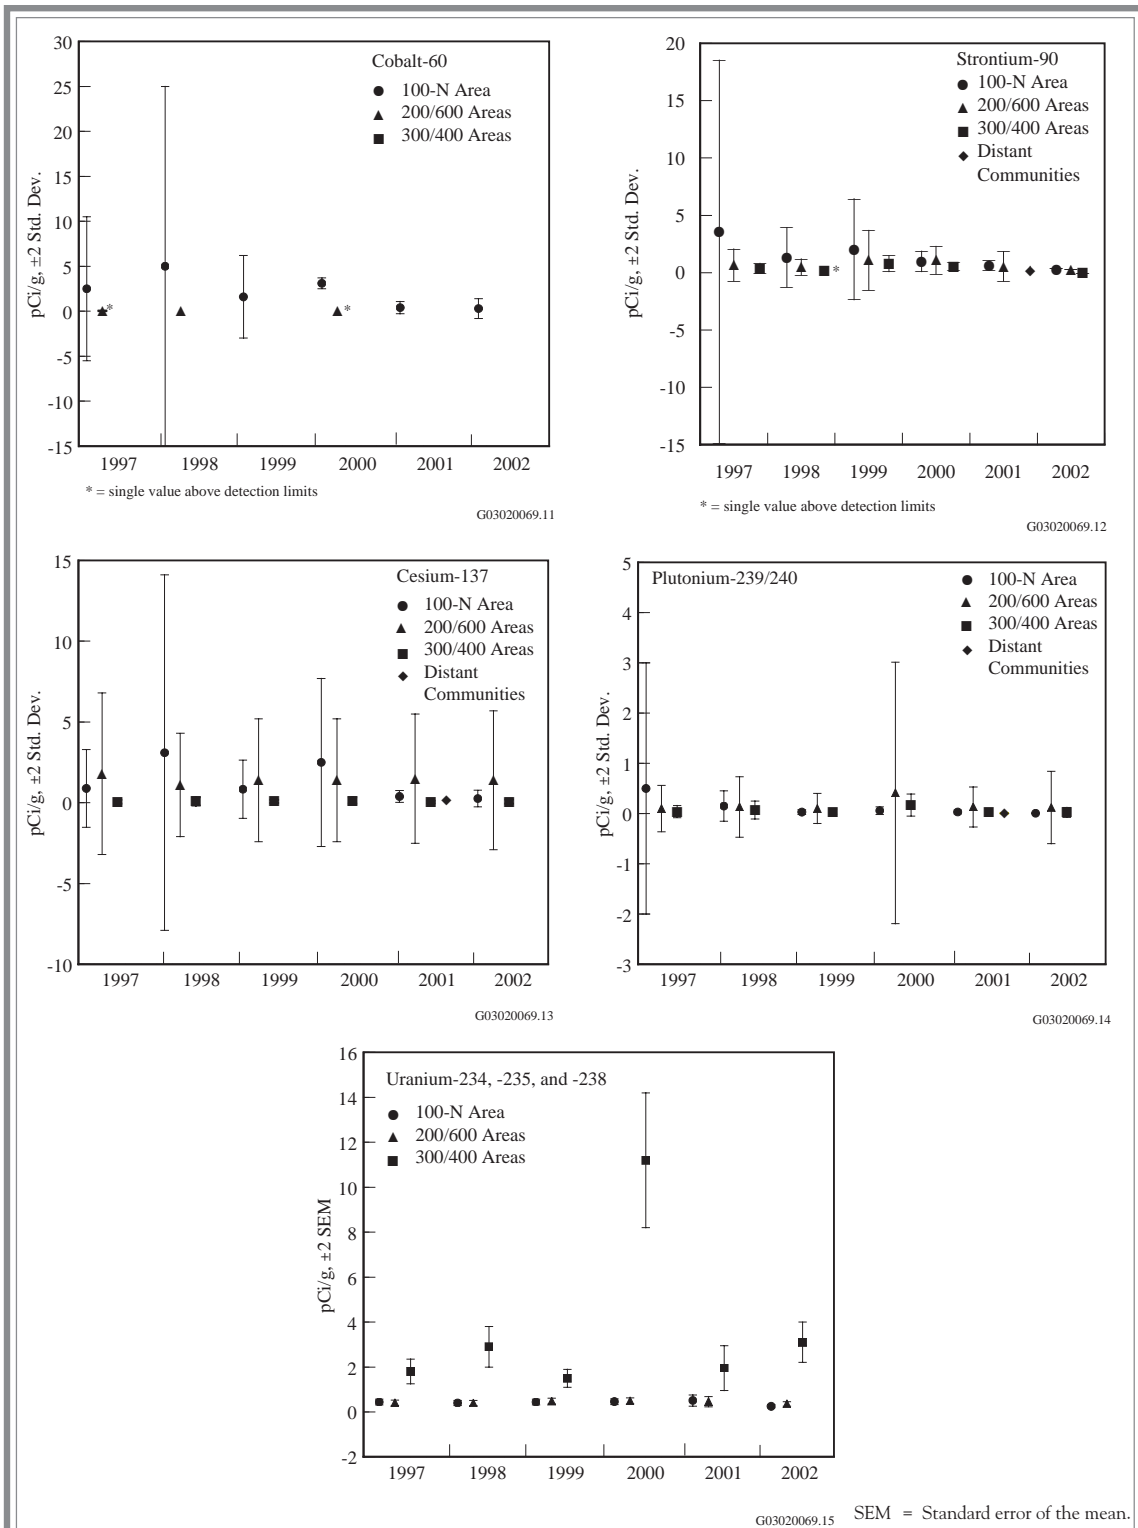 Cobalt-60
100-N Area
200/600 Areas
300/400 Areas
pCi/g, ±2 Std. Dev.
30
25
20
15
10
5
0
-5
-10
-15
*
*
1997 1998 1999 2000 2001 2002
* = single value above detection limits
G03020069.11
Strontium-90
100-N Area
200/600 Areas
300/400 Areas
Distant
Communities
pCi/g, ±2 Std. Dev.
20
15
10
5
0
-5
-10
-15
*
1997 1998 1999 2000 2001 2002
* = single value above detection limits
G03020069.12
Cesium-137
100-N Area
200/600 Areas
300/400 Areas
Distant
Communities
pCi/g, ±2 Std. Dev.
15
10
5
0
-5
-10
1997 1998 1999 2000 2001 2002
G03020069.13
Plutonium-239/240
100-N Area
200/600 Areas
300/400 Areas
Distant
Communities
pCi/g, ±2 Std. Dev.
5
4
3
2
1
0
-1
-2
-3
1997 1998 1999 2000 2001 2002
G03020069.14
Uranium-234, -235, and -238
100-N Area
200/600 Areas
300/400 Areas
pCi/g, ±2 SEM
16
14
12
10
8
6
4
2
0
-2
1997 1998 1999 2000 2001 2002
G03020069.15
SEM = Standard error of the mean.